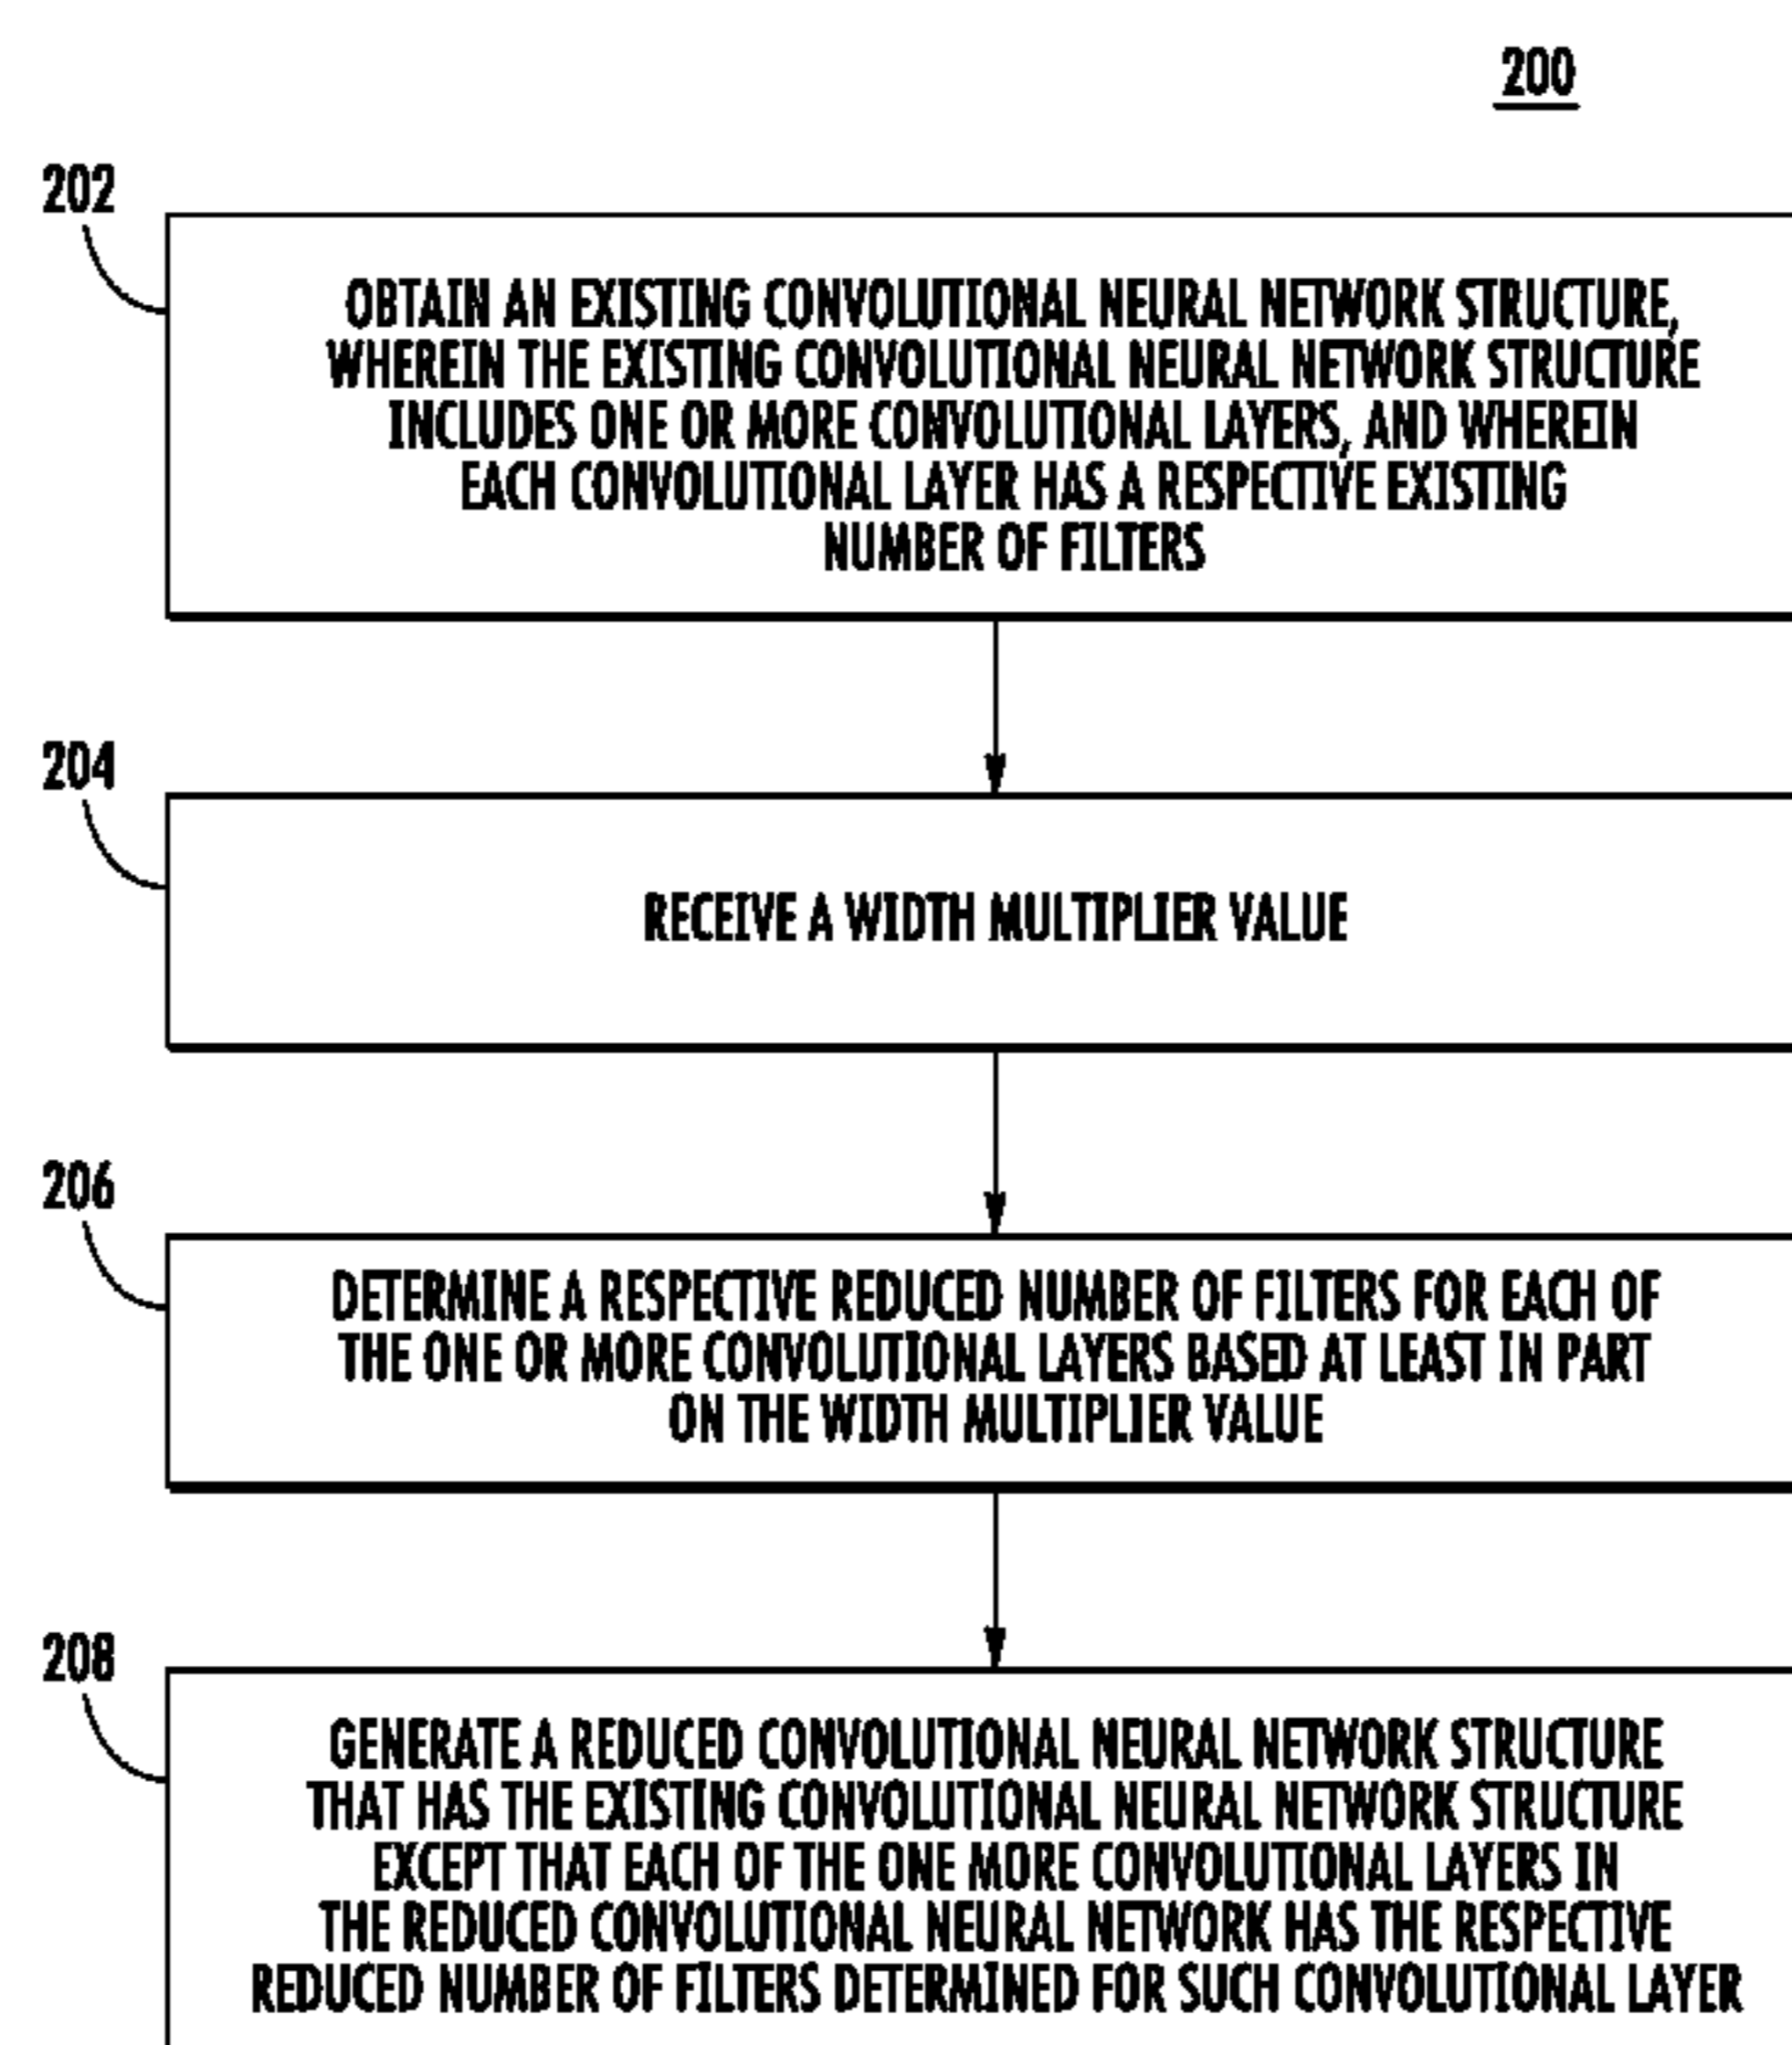 200
202
OBTAIN AN EXISTING CONVOLUTIONAL NEURAL NETWORK STRUCTURE,
WHEREIN THE EXISTING CONVOLUTIONAL NEURAL NETWORK STRUCTURE
INCLUDES ONE OR MORE CONVOLUTIONAL LAYERS, AND WHEREIN
EACH CONVOLUTIONAL LAYER HAS A RESPECTIVE EXISTING
NUMBER OF FILTERS
204
RECEIVE A WIDTH MULTIPLIER VALUE
206
DETERMINE A RESPECTIVE REDUCED NUMBER OF FILTERS FOR EACH OF
THE ONE OR MORE CONVOLUTIONAL LAYERS BASED AT LEAST IN PART
ON THE WIDTH MULTIPLIER VALUE
208
GENERATE A REDUCED CONVOLUTIONAL NEURAL NETWORK STRUCTURE
THAT HAS THE EXISTING CONVOLUTIONAL NEURAL NETWORK STRUCTURE
EXCEPT THAT EACH OF THE ONE MORE CONVOLUTIONAL LAYERS IN
THE REDUCED CONVOLUTIONAL NEURAL NETWORK HAS THE RESPECTIVE
REDUCED NUMBER OF FILTERS DETERMINED FOR SUCH CONVOLUTIONAL LAYER